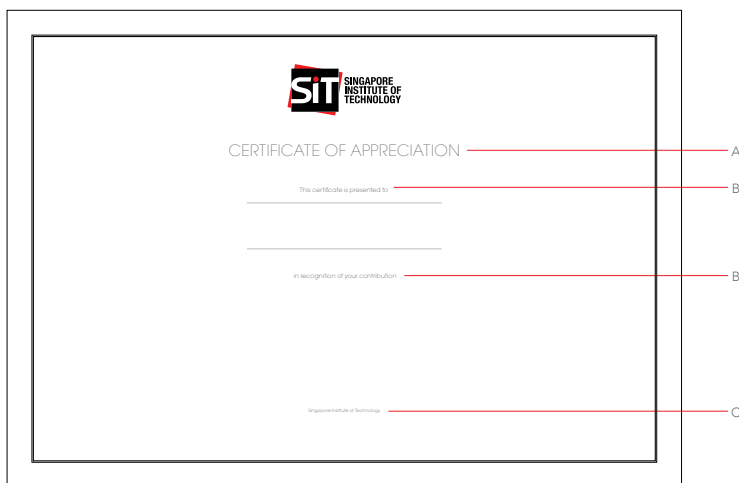 SiT
SINGAPORE
INSTITUTE OF
TECHNOLOGY
CERTIFICATE OF APPRECIATION
A
This certificate is presented to
B
in recognition of your contribution
B
Singapore Institute of Technology
C